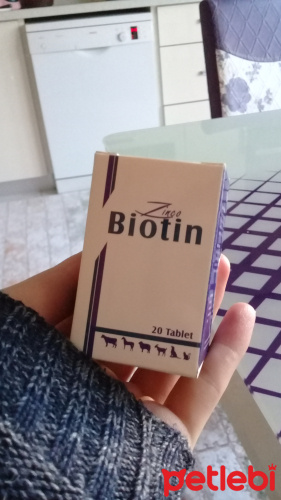 Zinco
Biotin
20 Tablet
petlebi